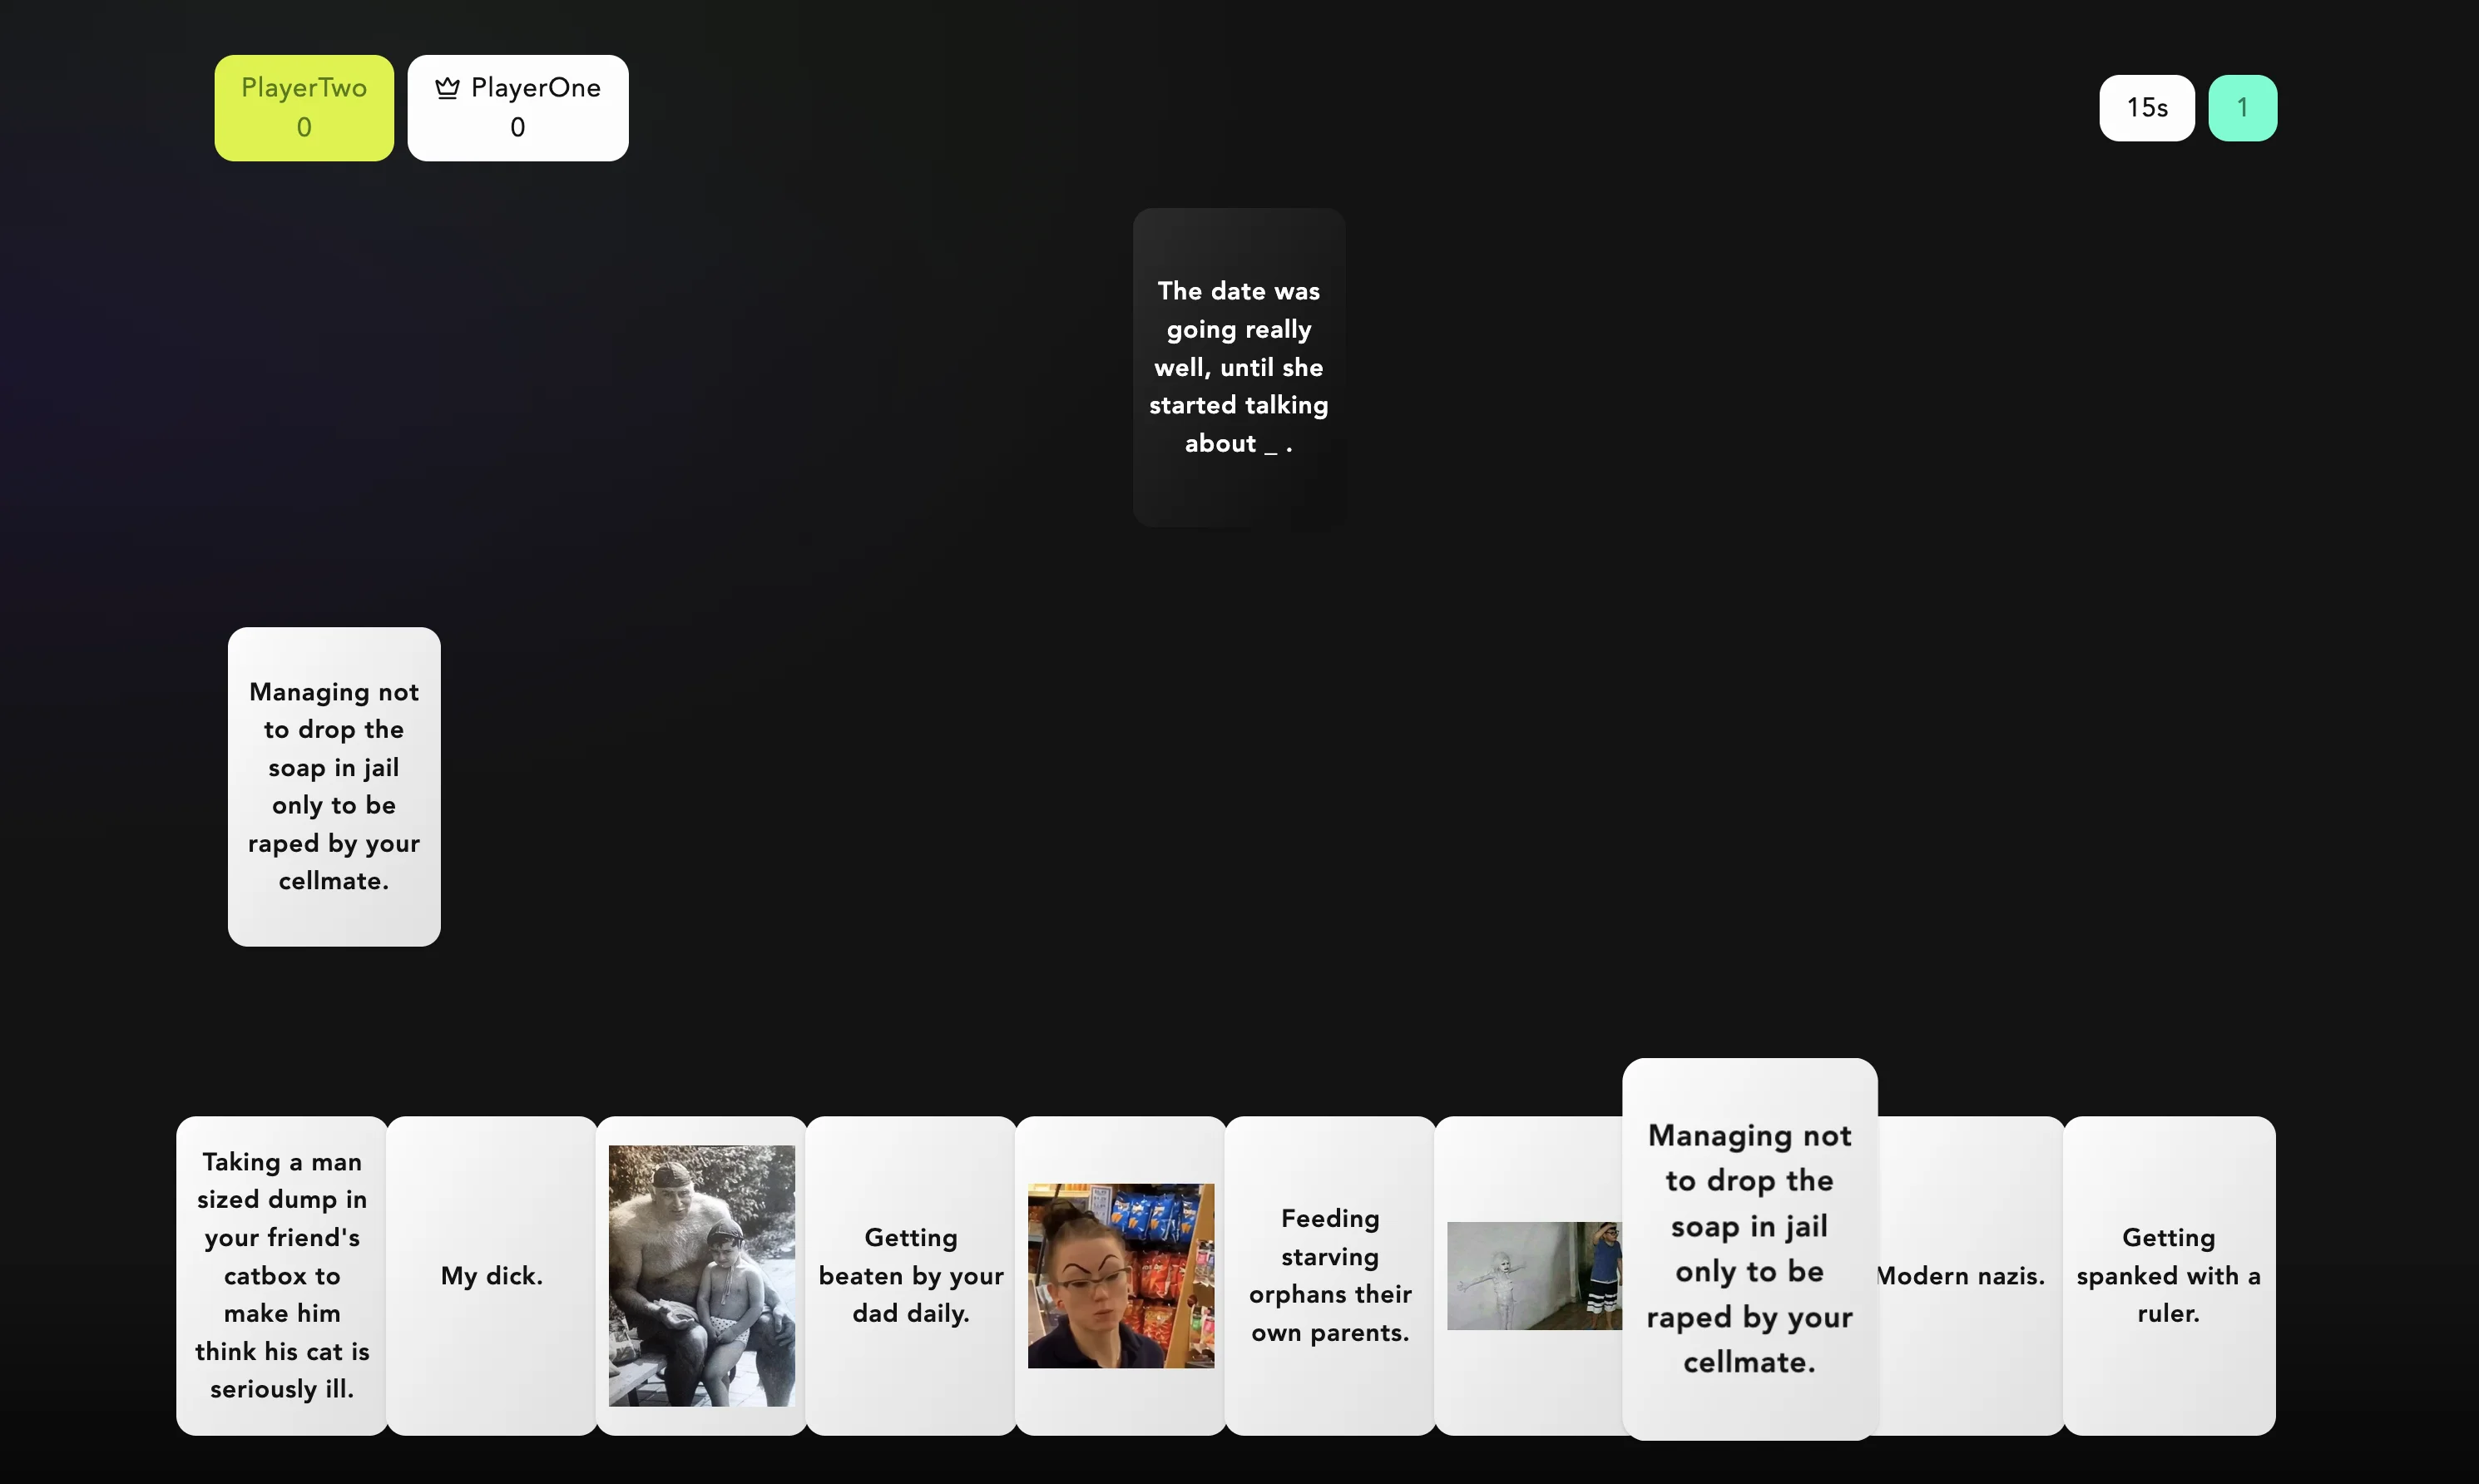 PlayerTwo
0
PlayerOne
0
15s
1
The date was
going really
well, until she
started talking
about _ .
Managing not
to drop the
soap in jail
only to be
raped by your
cellmate.
Taking a man
sized dump in
your friend's
catbox to
make him
think his cat is
seriously ill.
My dick.
Getting
beaten by your
dad daily.
Feeding
starving
orphans their
own parents.
Managing not
to drop the
soap in jail
only to be
raped by your
cellmate.
Modern nazis.
Getting
spanked with a
ruler.